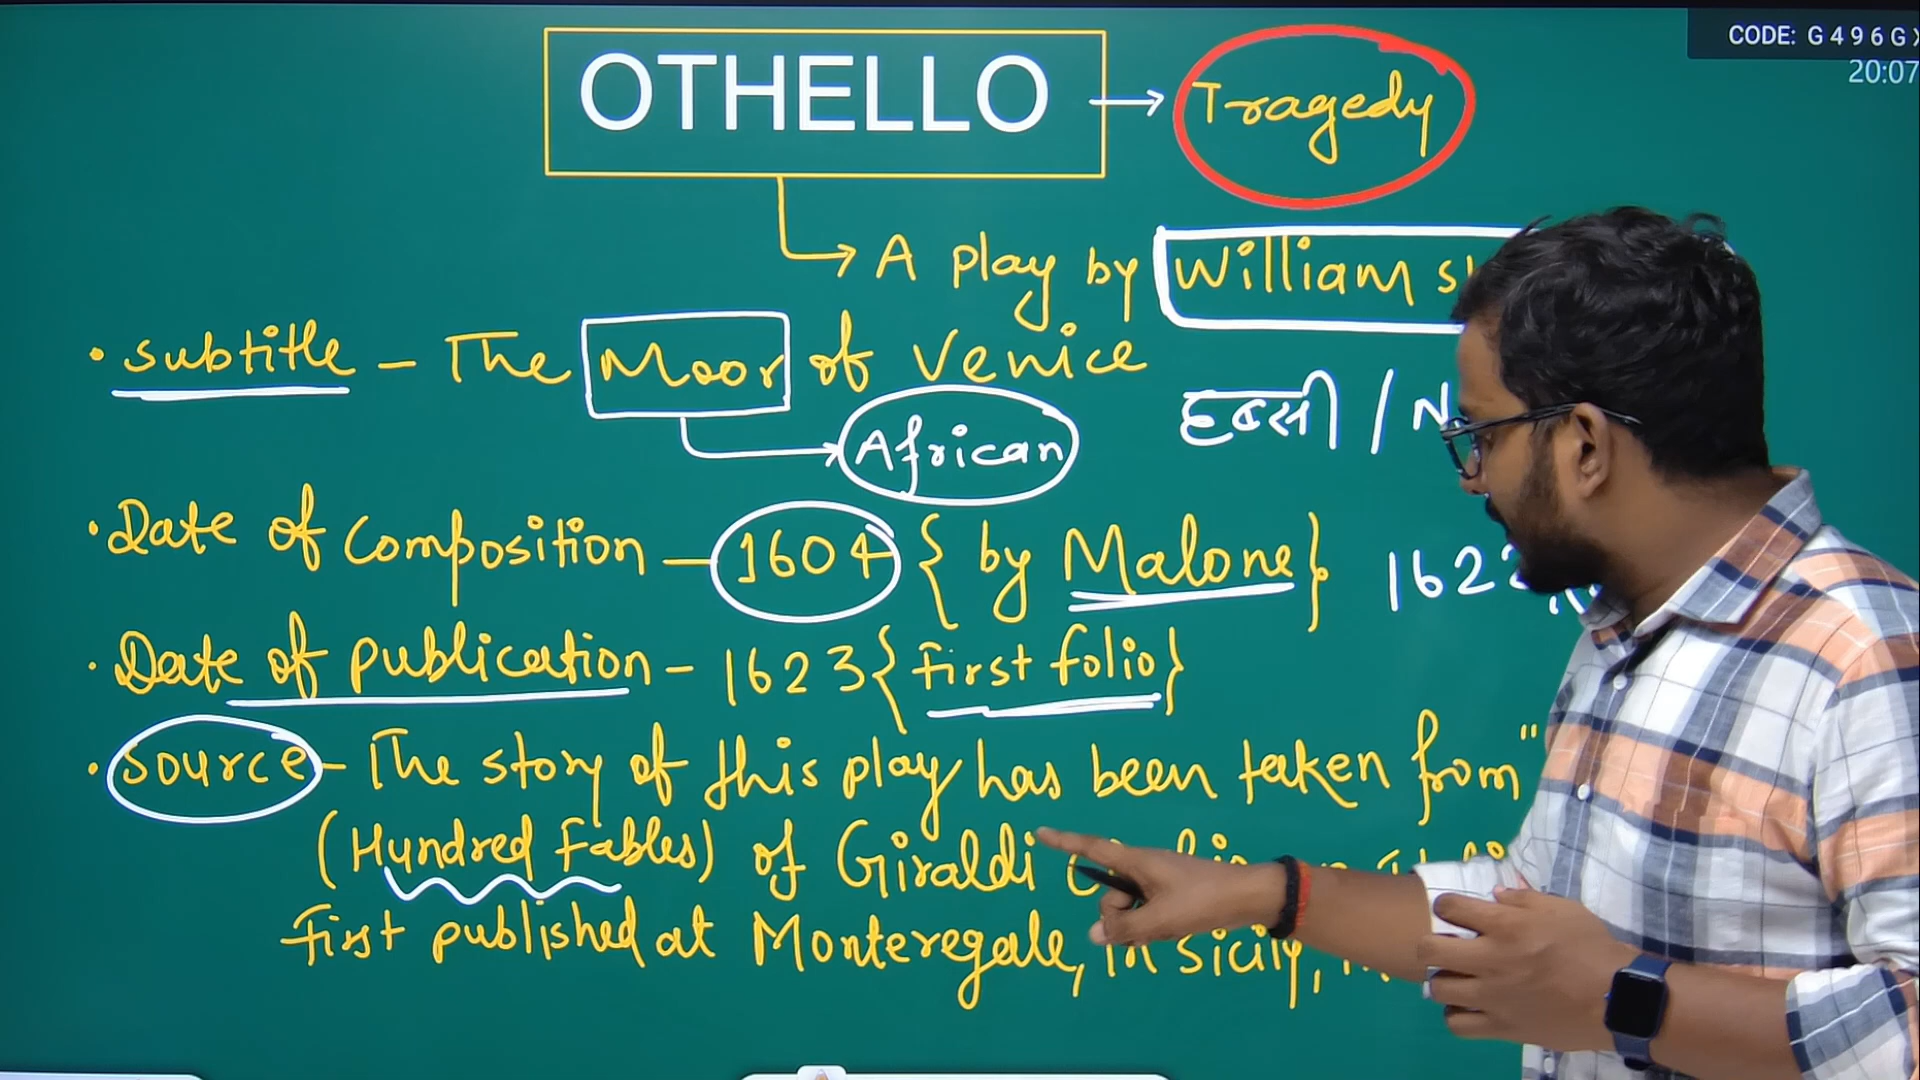 CODE: G 4 9 6 G
20:07
OTHELLO → Tragedy
A play by William
• Subtitle – The Moor of Venice
African
हब्सी /
• Date of Composition – 1604 { by Malone }
• Date of publication – 1623 { First folio }
• Source – The story of this play has been taken from "
(Hundred Fables) of Giraldi
First published at Monteregale, in sicily,